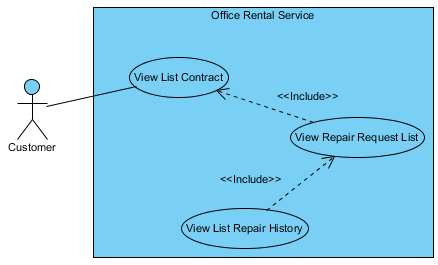 Office Rental Service
View List Contract
<<Include>>
View Repair Request List
Customer
<<Include>>
View List Repair History